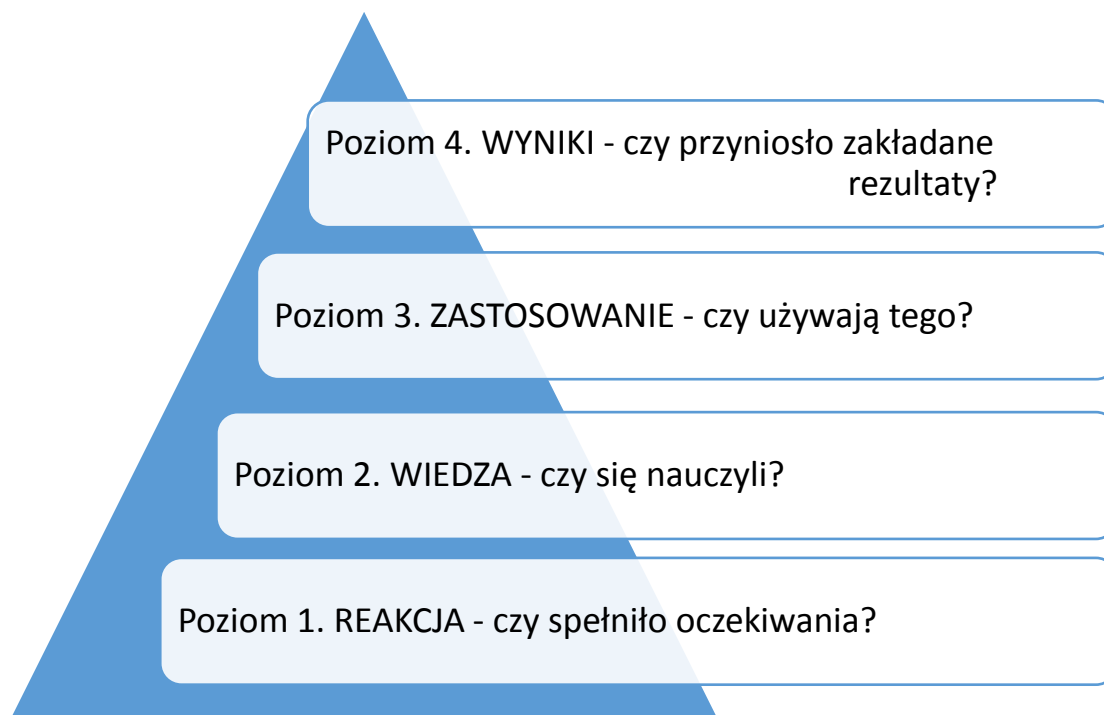 Poziom 4. WYNIKI - czy przyniosło zakładane
rezultaty?
Poziom 3. ZASTOSOWANIE - czy używają tego?
Poziom 2. WIEDZA - czy się nauczyli?
Poziom 1. REAKCJA - czy spełniło oczekiwania?